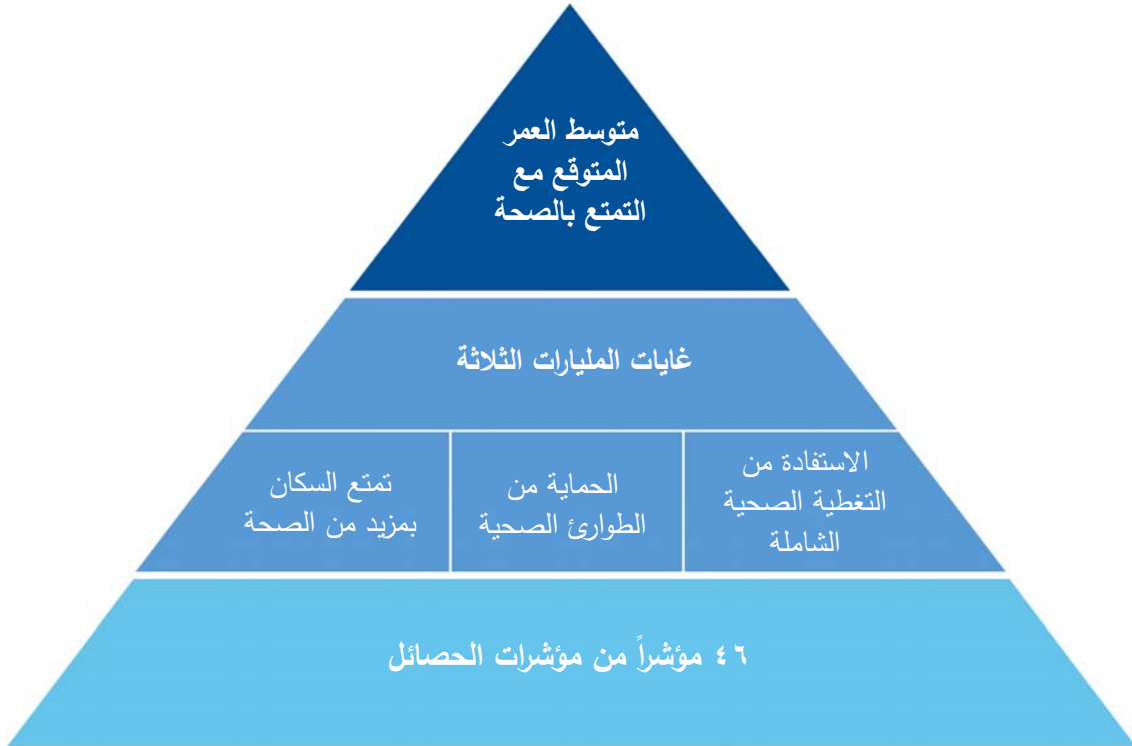 متوسط العمر
المتوقع مع
التمتع بالصحة
غايات المليارات الثلاثة
الاستفادة من
التغطية الصحية
الشاملة
الحماية من
الطوارئ الصحية
تمتع السكان
بمزيد من الصحة
٤٦ مؤشراً من مؤشرات الحصائل